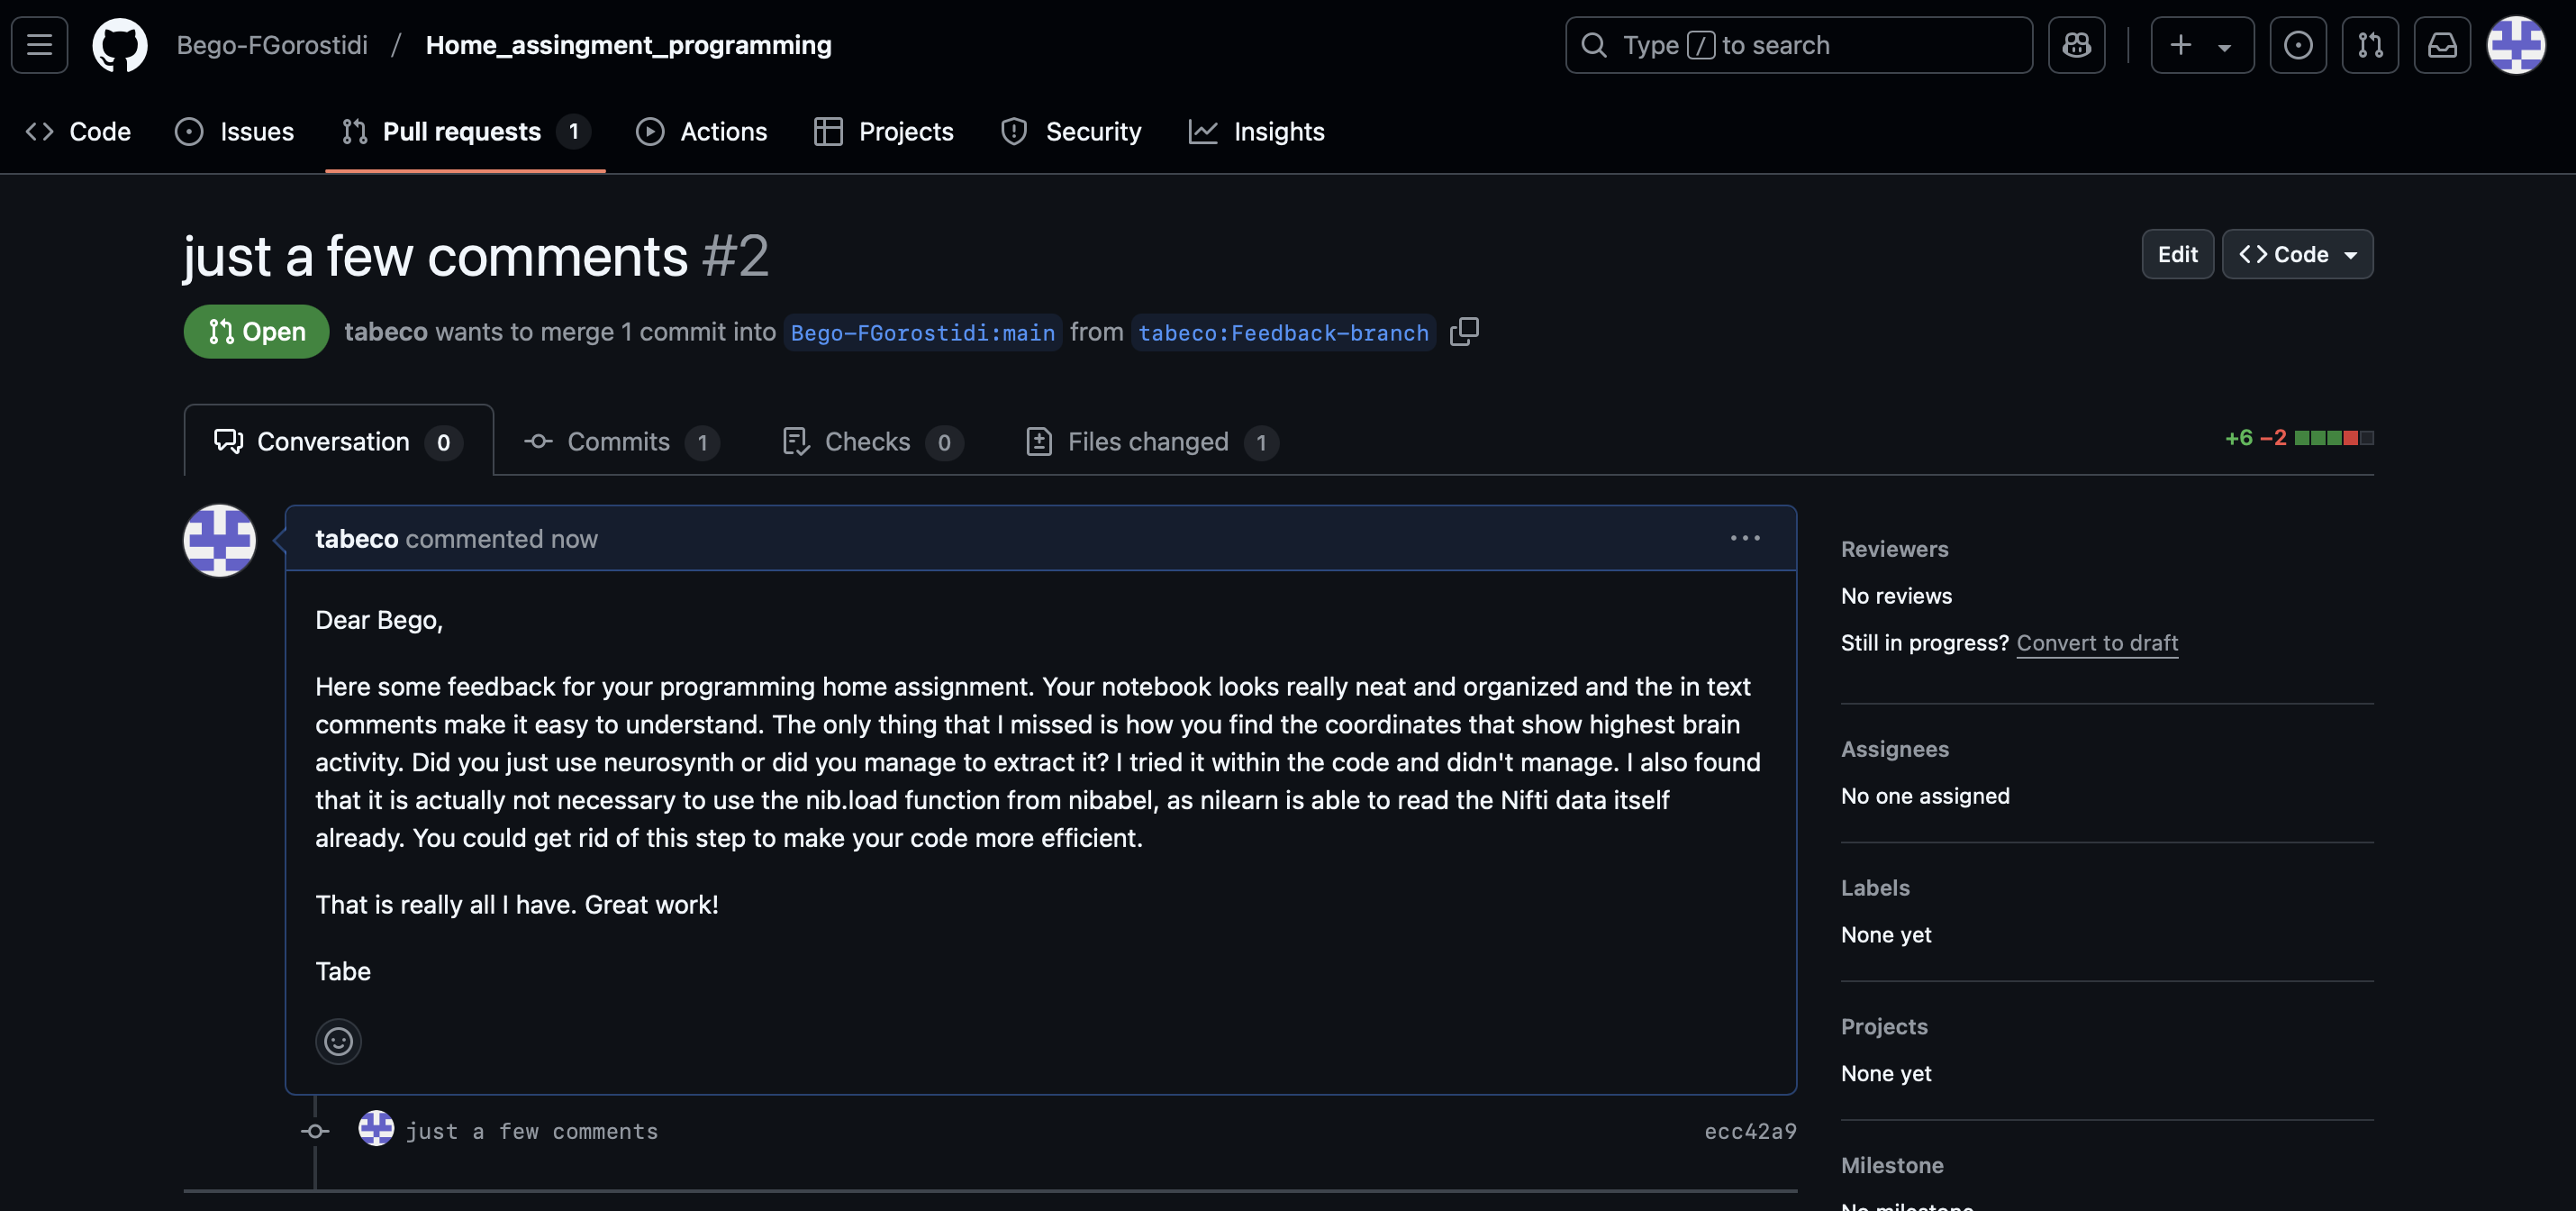 Bego-FGorostidi / Home_assingment_programming
Type / to search
Code
Issues
Pull requests 1
Actions
Projects
Security
Insights
just a few comments #2
Edit
Code
Open
tabeco wants to merge 1 commit into Bego-FGorostidi:main from tabeco:Feedback-branch
Conversation 0
Commits 1
Checks 0
Files changed 1
+6 −2
tabeco commented now
Dear Bego,
Here some feedback for your programming home assignment. Your notebook looks really neat and organized and the in text
comments make it easy to understand. The only thing that I missed is how you find the coordinates that show highest brain
activity. Did you just use neurosynth or did you manage to extract it? I tried it within the code and didn't manage. I also found
that it is actually not necessary to use the nib.load function from nibabel, as nilearn is able to read the Nifti data itself
already. You could get rid of this step to make your code more efficient.
That is really all I have. Great work!
Tabe
just a few comments
ecc42a9
Reviewers
No reviews
Still in progress? Convert to draft
Assignees
No one assigned
Labels
None yet
Projects
None yet
Milestone
No milestone